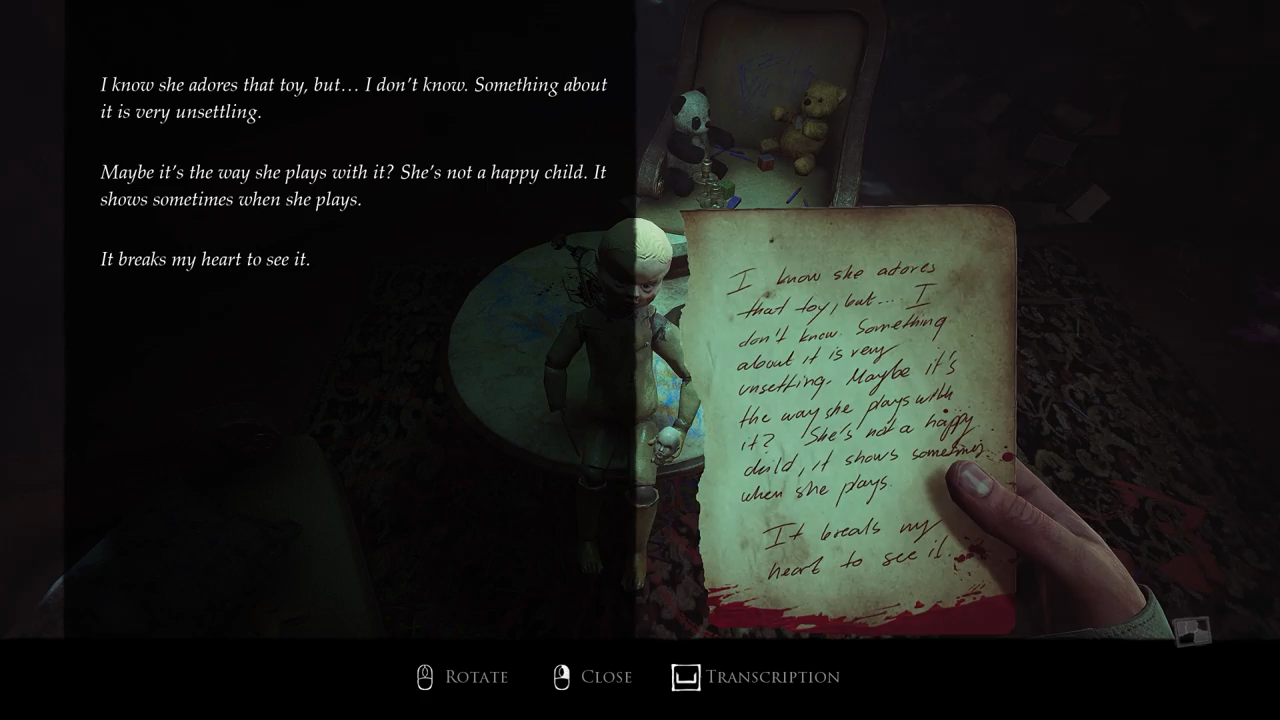 I know she adores that toy, but… I don't know. Something about
it is very unsettling.
Maybe it's the way she plays with it? She's not a happy child. It
shows sometimes when she plays.
It breaks my heart to see it.
I know she adores
that toy, but... I
don't know. Something
about it is very
unsettling. Maybe it's
the way she plays with
it? She's not a happy
child, it shows sometimes
when she plays.
It breaks my
heart to see it.
Rotate
Close
Transcription